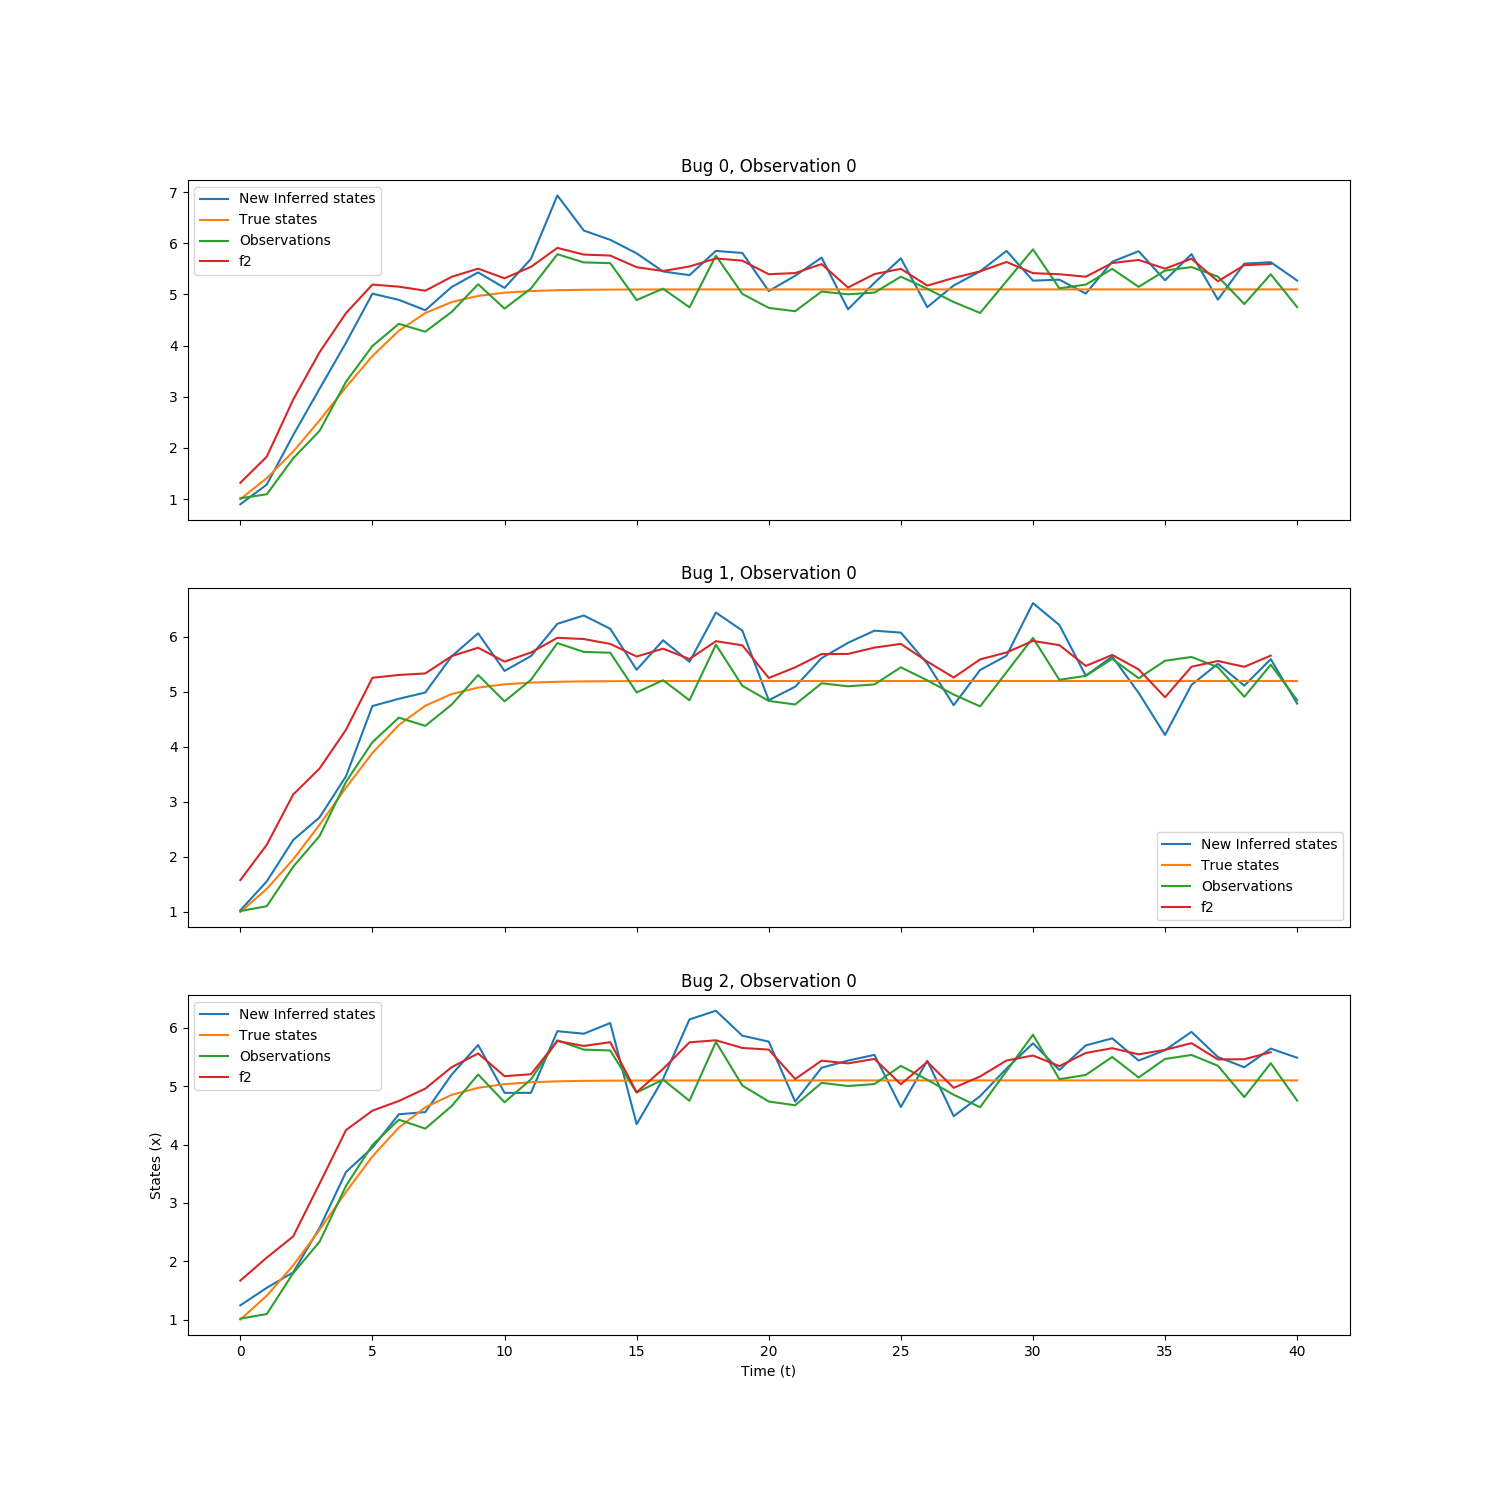 Bug 0, Observation 0
7
6
5
4
3
2
1
New Inferred states
True states
Observations
f2
Bug 1, Observation 0
6
5
4
3
2
1
New Inferred states
True states
Observations
f2
Bug 2, Observation 0
6
5
4
3
2
1
States (x)
New Inferred states
True states
Observations
f2
0 5 10 15 20 25 30 35 40
Time (t)